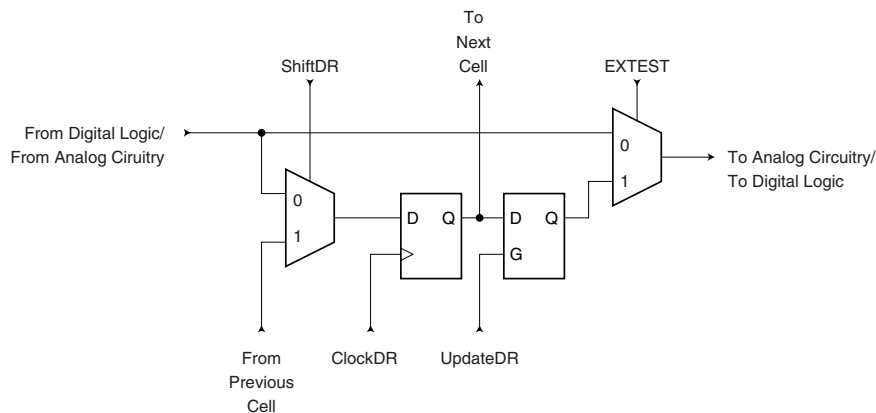 To
Next
Cell
ShiftDR
EXTEST
From Digital Logic/
From Analog Ciruitry
0
1
D Q
D Q
G
0
1
To Analog Circuitry/
To Digital Logic
From
Previous
Cell
ClockDR
UpdateDR